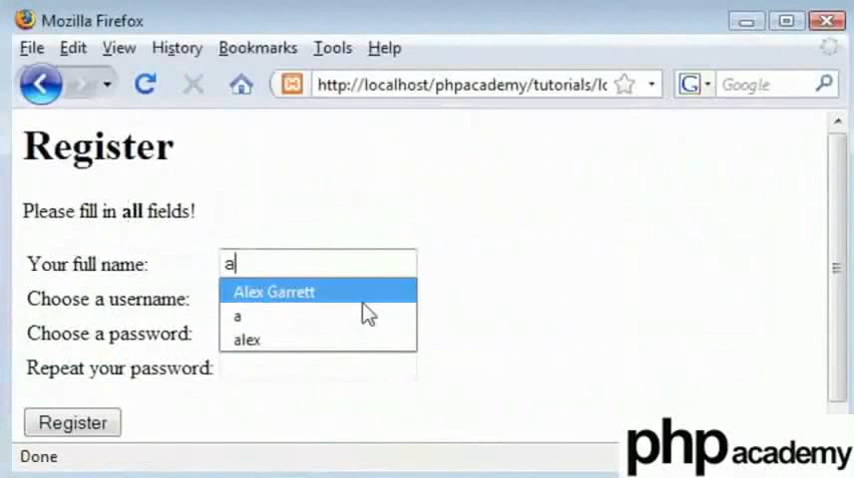 Mozilla Firefox
File Edit View History Bookmarks Tools Help
http://localhost/phpacademy/tutorials/lo
G Google
Register
Please fill in all fields!
Your full name: a
Alex Garrett
Choose a username:
a
Choose a password:
alex
Repeat your password:
Register
Done
php academy